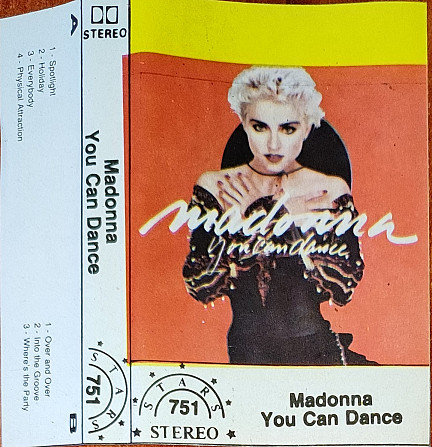 A
1 - Spotlight
2 - Holiday
3 - Everybody
4 - Physical Attraction
1 - Over and Over
2 - Into the Groove
3 - Where's the Party
B
STEREO
Madonna
You Can Dance
STARS
751
madonna
you can dance
STARS
751
STEREO
Madonna
You Can Dance